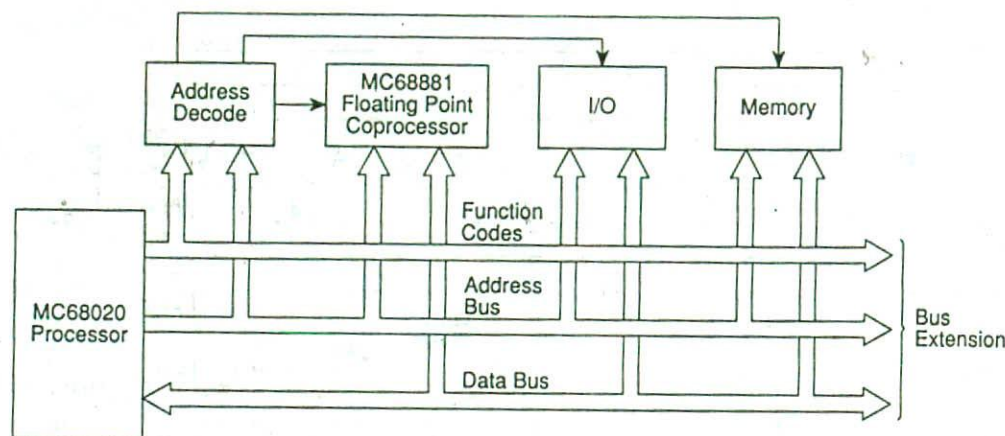 Address
Decode
MC68881
Floating Point
Coprocessor
I/O
Memory
Function
Codes
MC68020
Processor
Address
Bus
Bus
Extension
Data Bus